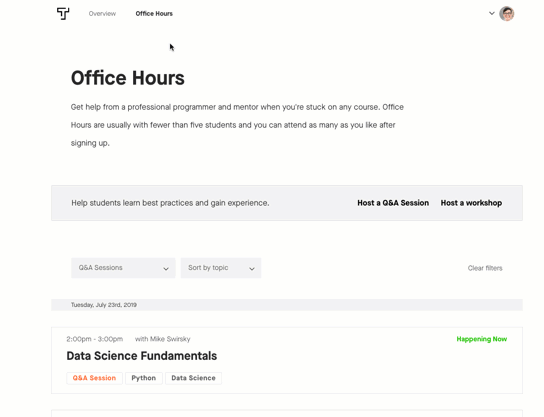 Overview Office Hours
Office Hours
Get help from a professional programmer and mentor when you're stuck on any course. Office
Hours are usually with fewer than five students and you can attend as many as you like after
signing up.
Help students learn best practices and gain experience. Host a Q&A Session Host a workshop
Q&A Sessions Sort by topic Clear filters
Tuesday, July 23rd, 2019
2:00pm - 3:00pm with Mike Swirsky Happening Now
Data Science Fundamentals
Q&A Session Python Data Science